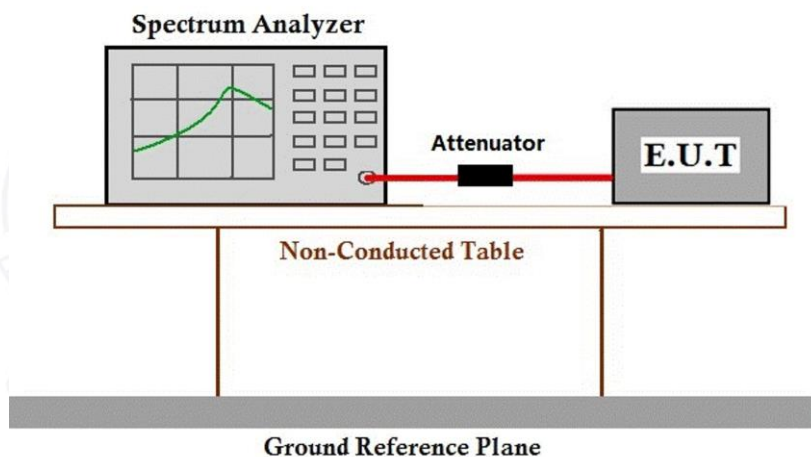 Spectrum Analyzer
Attenuator
E.U.T
Non-Conducted Table
Ground Reference Plane